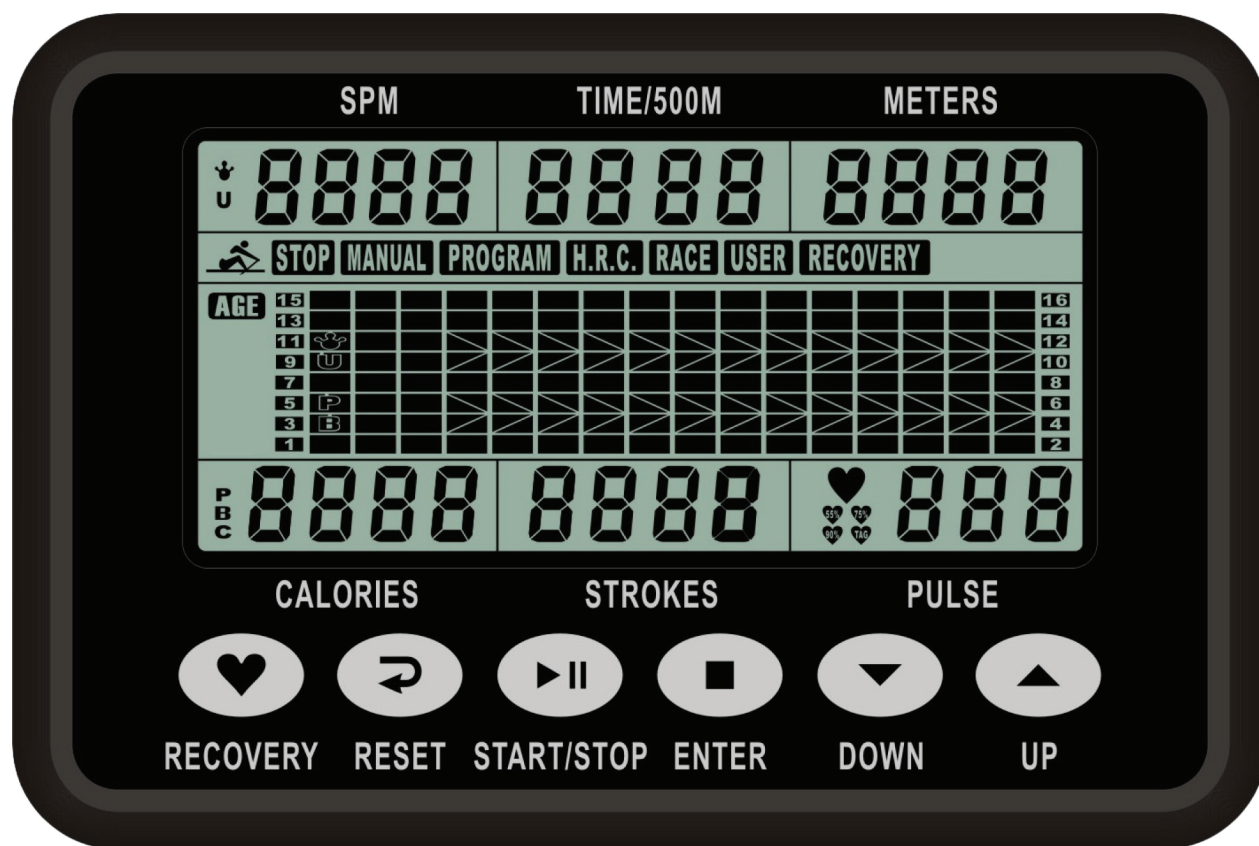 SPM TIME/500M METERS
U 8888 88 88 8888
STOP MANUAL PROGRAM H.R.C. RACE USER RECOVERY
AGE 15 16
13 14
11 12
9 U 10
7 8
5 P 6
3 B 4
1 2
P
B
C
8888 8888 888
55% 75%
90% TAG
CALORIES STROKES PULSE
RECOVERY RESET START/STOP ENTER DOWN UP